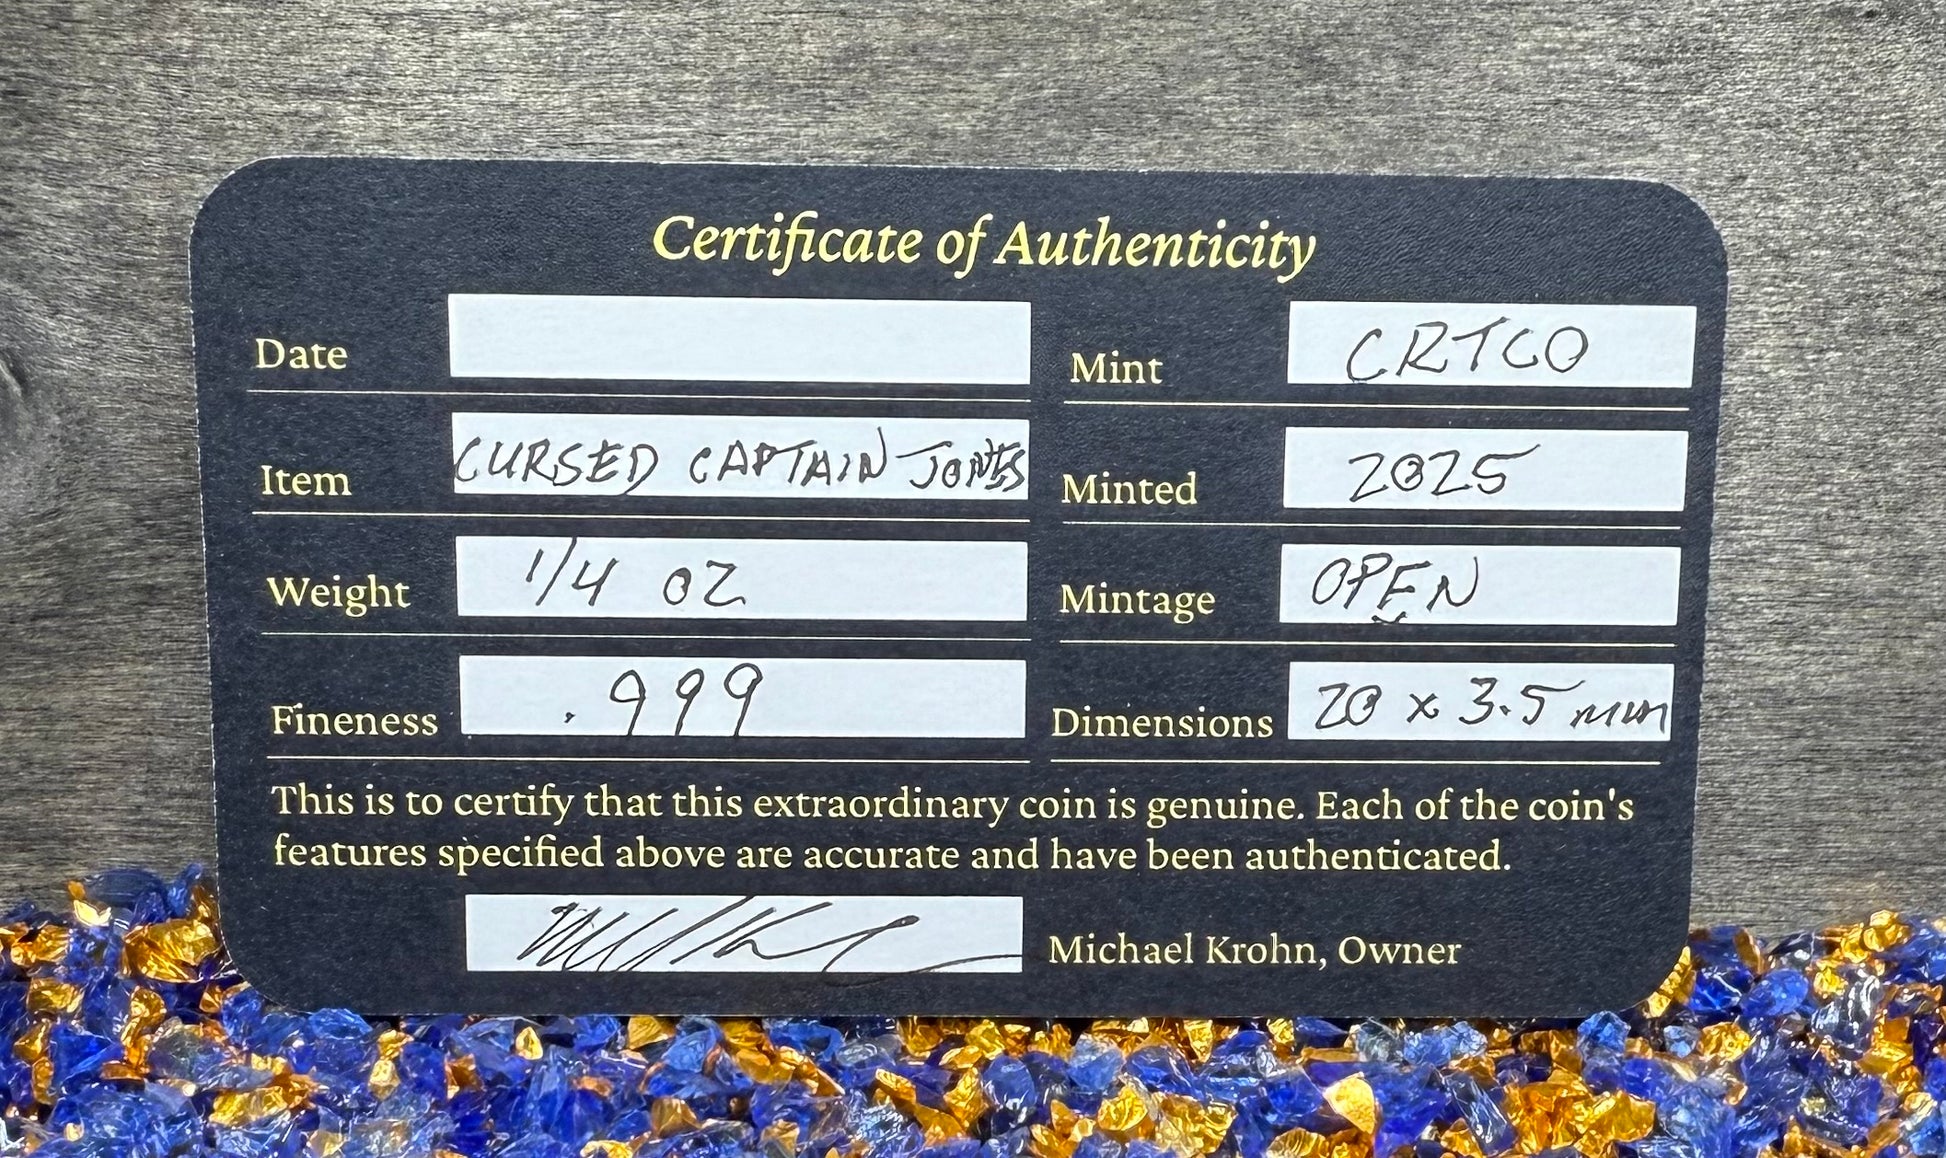 Certificate of Authenticity
Date
Mint CRTCO
Item CURSED CAPTAIN JONES
Minted 2025
Weight 1/4 OZ
Mintage OPEN
Fineness .999
Dimensions 20 x 3.5 mm
This is to certify that this extraordinary coin is genuine. Each of the coin's
features specified above are accurate and have been authenticated.
Michael Krohn, Owner